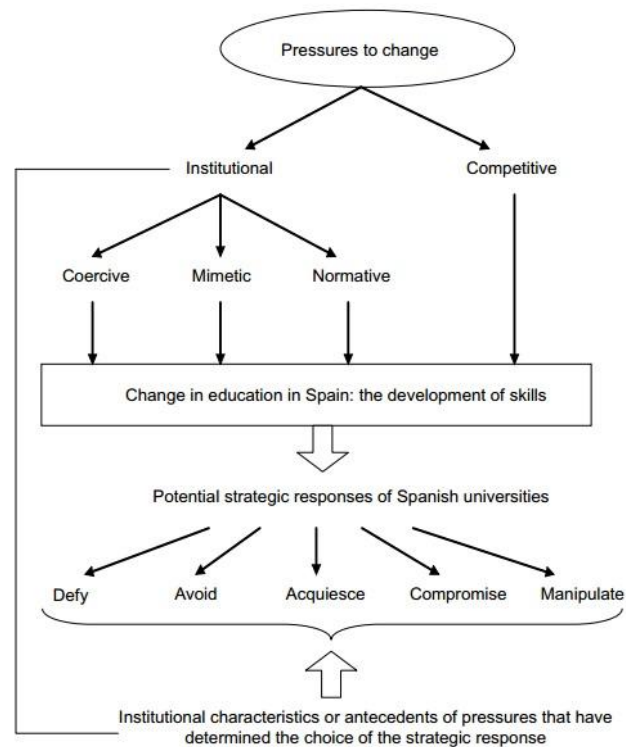 Pressures to change
Institutional
Competitive
Coercive
Mimetic
Normative
Change in education in Spain: the development of skills
Potential strategic responses of Spanish universities
Defy
Avoid
Acquiesce
Compromise
Manipulate
Institutional characteristics or antecedents of pressures that have
determined the choice of the strategic response